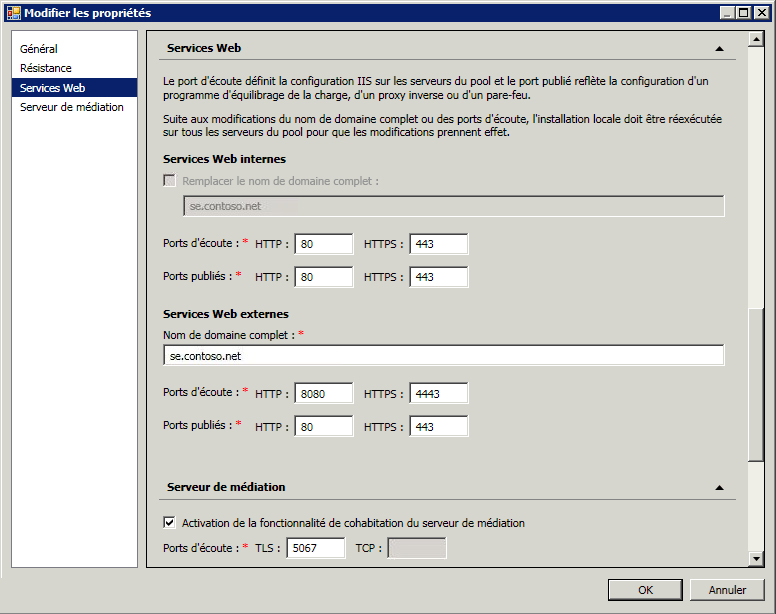 Modifier les propriétés
Général
Résistance
Services Web
Serveur de médiation
Services Web
Le port d'écoute définit la configuration IIS sur les serveurs du pool et le port publié reflète la configuration d'un
programme d'équilibrage de la charge, d'un proxy inverse ou d'un pare-feu.
Suite aux modifications du nom de domaine complet ou des ports d'écoute, l'installation locale doit être réexécutée
sur tous les serveurs du pool pour que les modifications prennent effet.
Services Web internes
Remplacer le nom de domaine complet :
se.contoso.net
Ports d'écoute : * HTTP : 80 HTTPS : 443
Ports publiés : * HTTP : 80 HTTPS : 443
Services Web externes
Nom de domaine complet : *
se.contoso.net
Ports d'écoute : * HTTP : 8080 HTTPS : 4443
Ports publiés : * HTTP : 80 HTTPS : 443
Serveur de médiation
Activation de la fonctionnalité de cohabitation du serveur de médiation
Ports d'écoute : * TLS : 5067 TCP :
OK Annuler